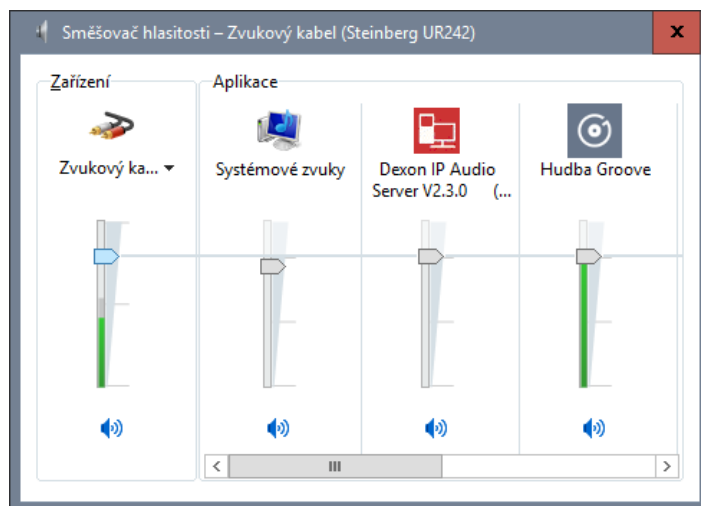 Směšovač hlasitosti – Zvukový kabel (Steinberg UR242)
Zařízení
Aplikace
Zvukový ka...
Systémové zvuky
Dexon IP Audio
Server V2.3.0 (...
Hudba Groove